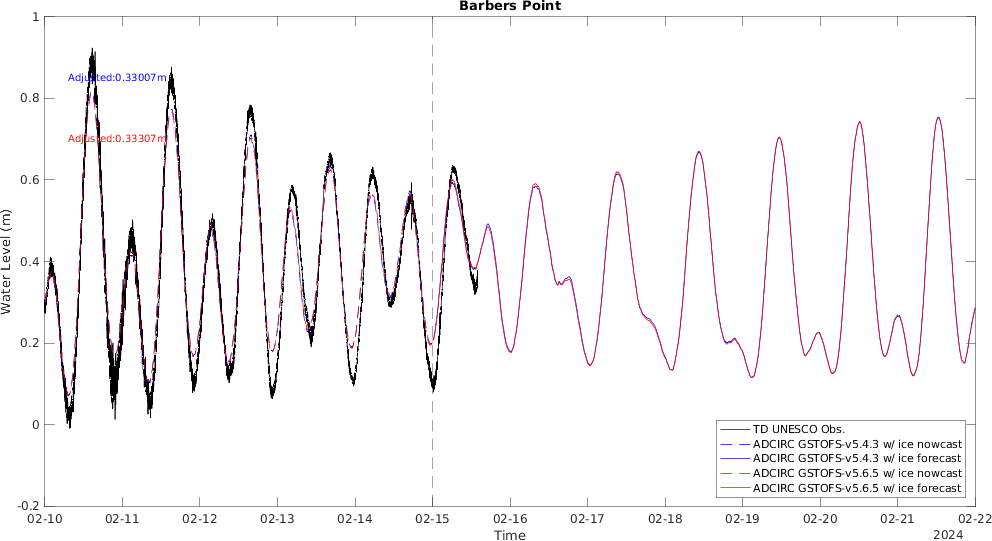 Barbers Point
Water Level (m)
1
0.8
0.6
0.4
0.2
0
-0.2
Adjusted:0.33007m
Adjusted:0.33307m
TD UNESCO Obs.
ADCIRC GSTOFS-v5.4.3 w/ ice nowcast
ADCIRC GSTOFS-v5.4.3 w/ ice forecast
ADCIRC GSTOFS-v5.6.5 w/ ice nowcast
ADCIRC GSTOFS-v5.6.5 w/ ice forecast
02-10 02-11 02-12 02-13 02-14 02-15 02-16 02-17 02-18 02-19 02-20 02-21 02-22
Time
2024